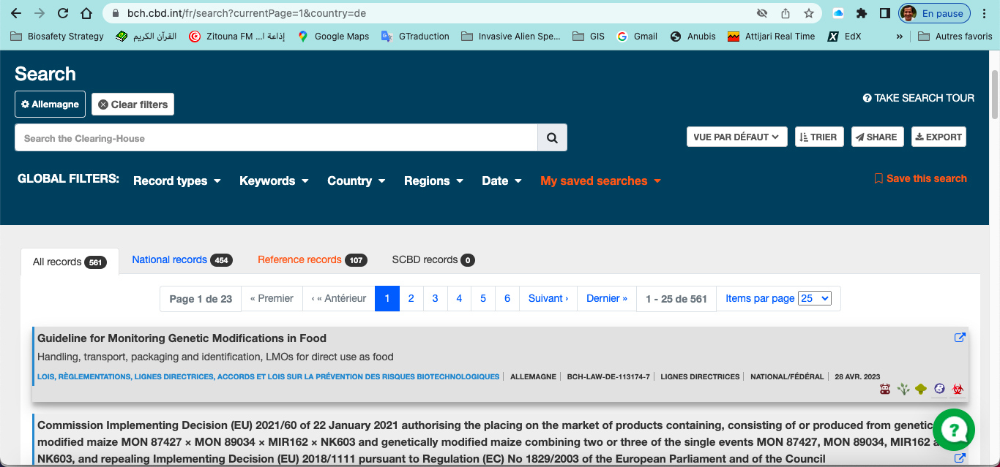 bch.cbd.int/fr/search?currentPage=1&country=de
En pause
Biosafety Strategy القرآن الكريم Zitouna FM ... إذاعة ا Google Maps GTraduction Invasive Alien Spe... GIS Gmail Anubis Attijari Real Time EdX » Autres favoris
Search
Allemagne Clear filters
TAKE SEARCH TOUR
Search the Clearing-House
VUE PAR DÉFAUT TRIER SHARE EXPORT
GLOBAL FILTERS: Record types Keywords Country Regions Date My saved searches Save this search
All records 561 National records 454 Reference records 107 SCBD records 0
Page 1 de 23 « Premier ‹ « Antérieur 1 2 3 4 5 6 Suivant › Dernier » 1 - 25 de 561 Items par page 25
Guideline for Monitoring Genetic Modifications in Food
Handling, transport, packaging and identification, LMOs for direct use as food
LOIS, RÈGLEMENTATIONS, LIGNES DIRECTRICES, ACCORDS ET LOIS SUR LA PRÉVENTION DES RISQUES BIOTECHNOLOGIQUES ALLEMAGNE BCH-LAW-DE-113174-7 LIGNES DIRECTRICES NATIONAL/FÉDÉRAL 28 AVR. 2023
Commission Implementing Decision (EU) 2021/60 of 22 January 2021 authorising the placing on the market of products containing, consisting of or produced from genetic
modified maize MON 87427 × MON 89034 × MIR162 × NK603 and genetically modified maize combining two or three of the single events MON 87427, MON 89034, MIR162 a
NK603, and repealing Implementing Decision (EU) 2018/1111 pursuant to Regulation (EC) No 1829/2003 of the European Parliament and of the Council